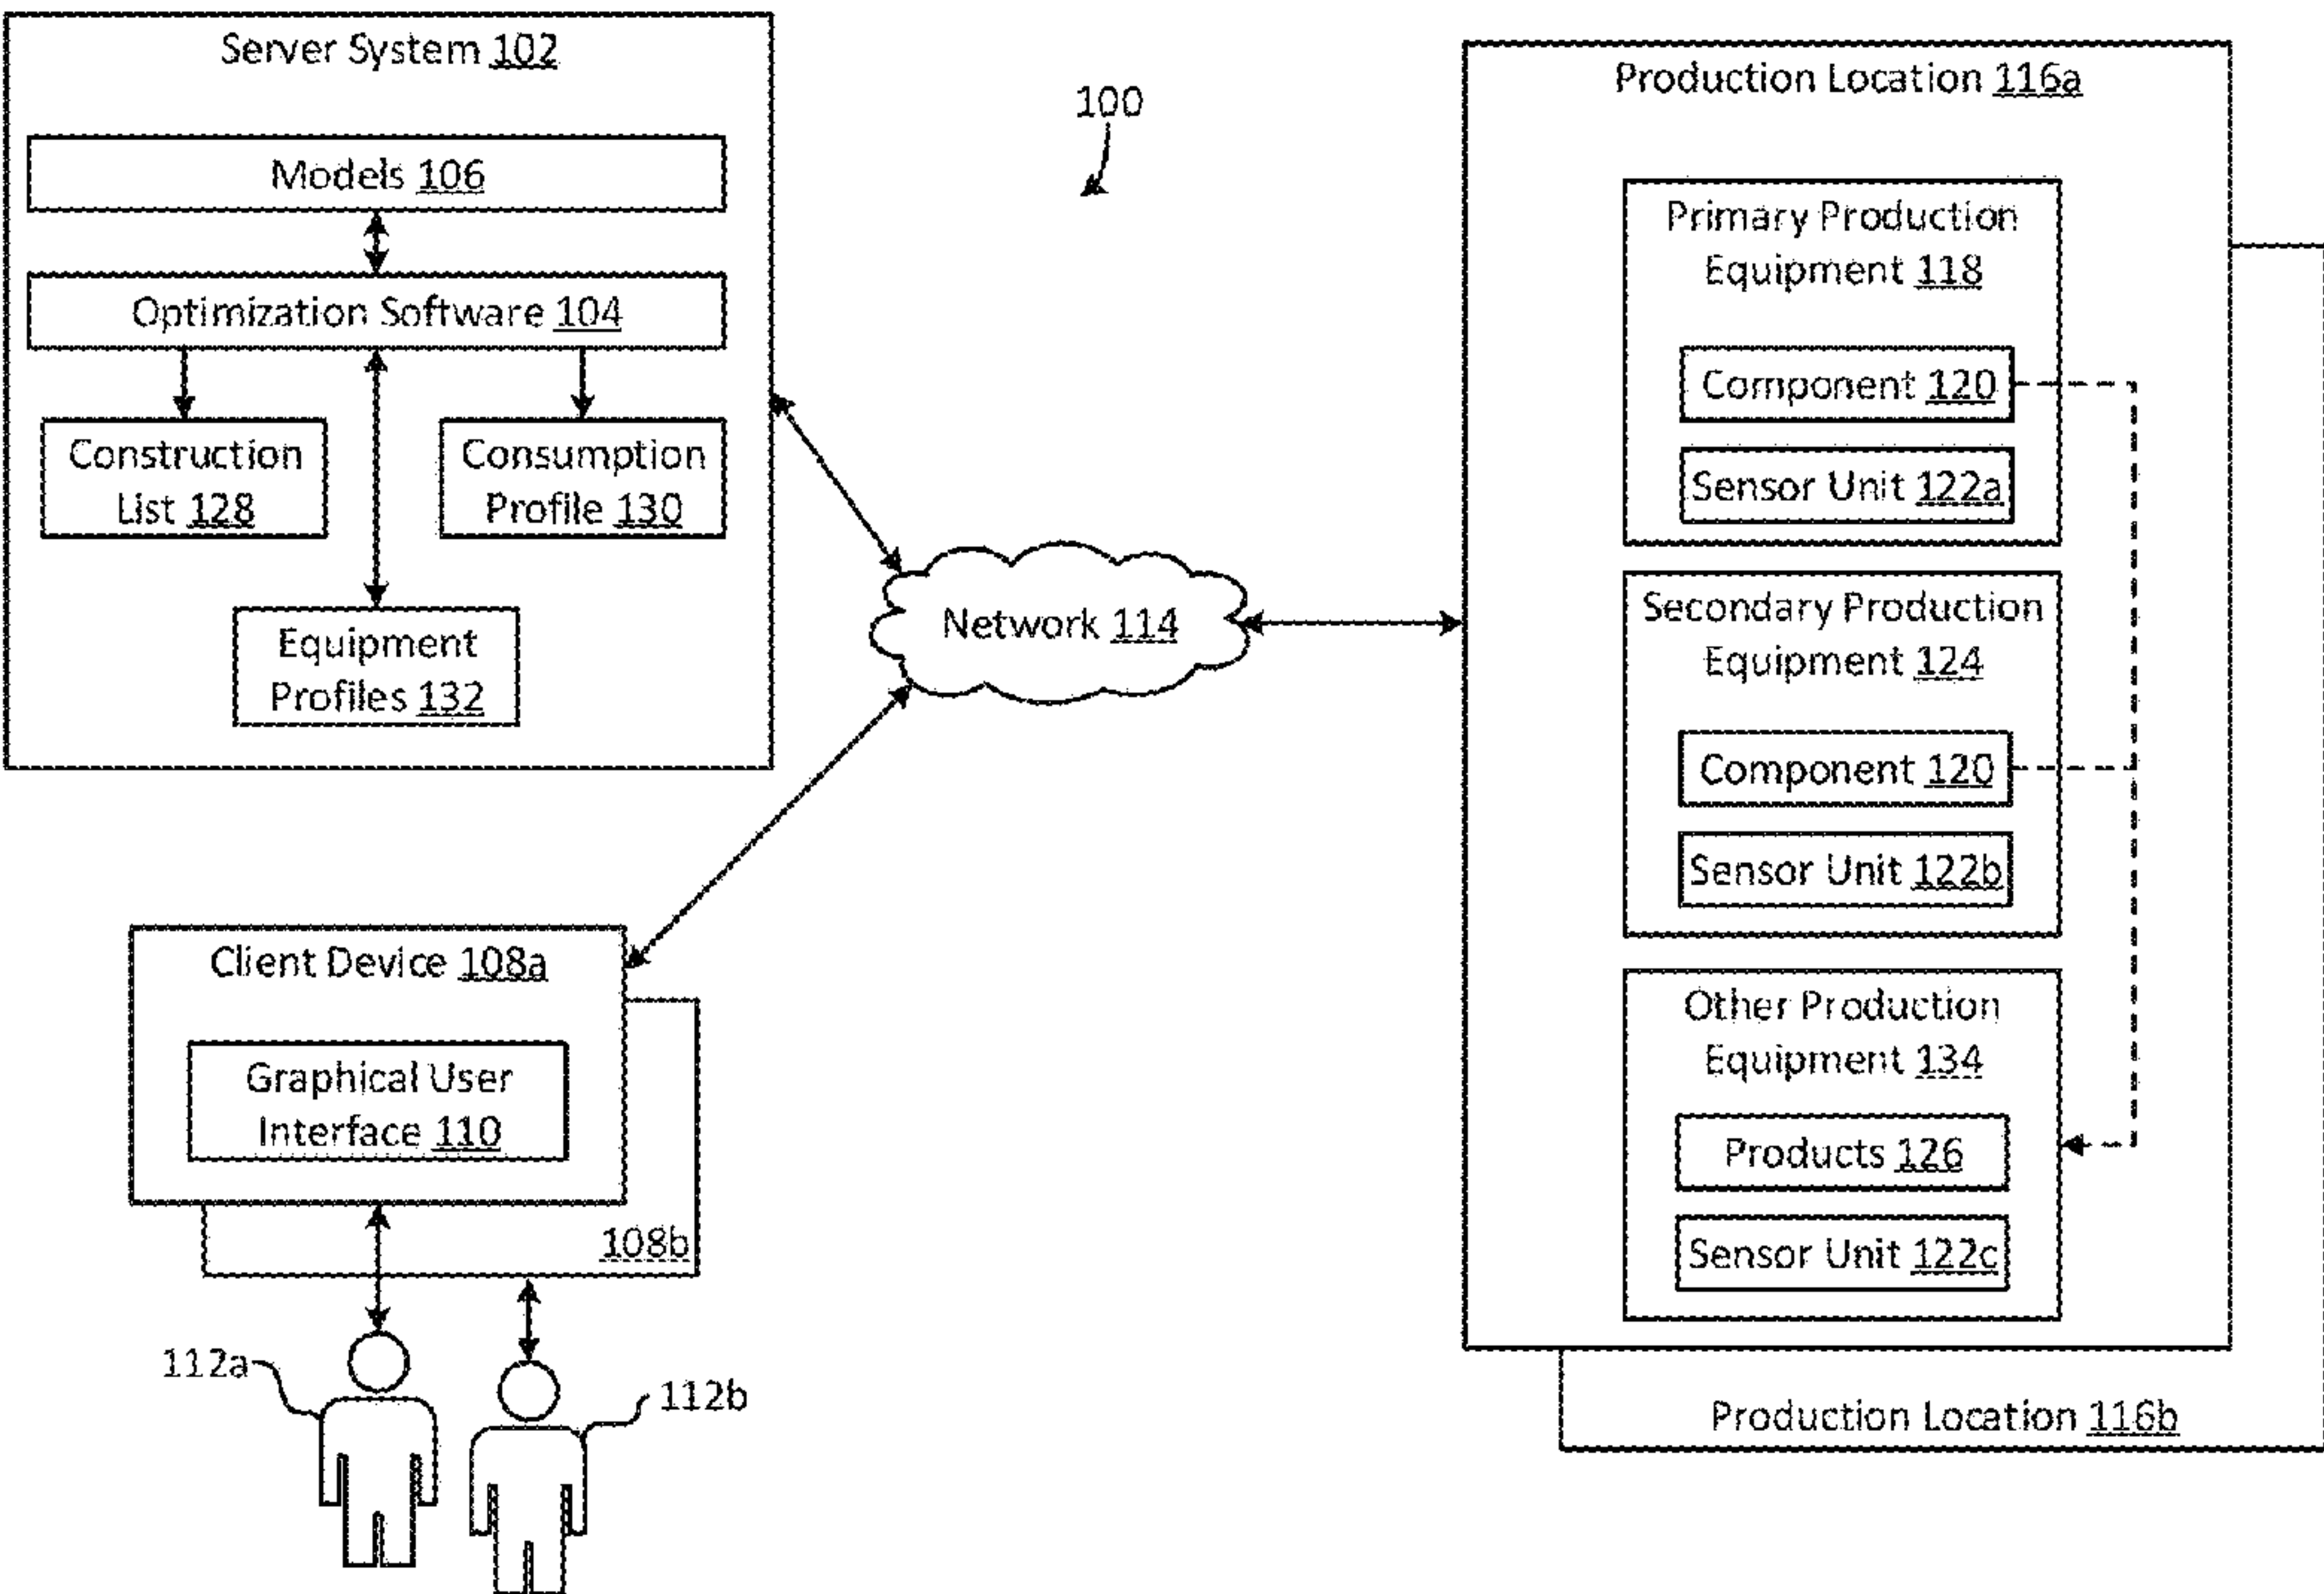 Server System 102
Models 106
Optimization Software 104
Construction
List 128
Consumption
Profile 130
Equipment
Profiles 132
100
Network 114
Client Device 108a
Graphical User
Interface 110
108b
112a
112b
Production Location 116a
Primary Production
Equipment 118
Component 120
Sensor Unit 122a
Secondary Production
Equipment 124
Component 120
Sensor Unit 122b
Other Production
Equipment 134
Products 126
Sensor Unit 122c
Production Location 116b